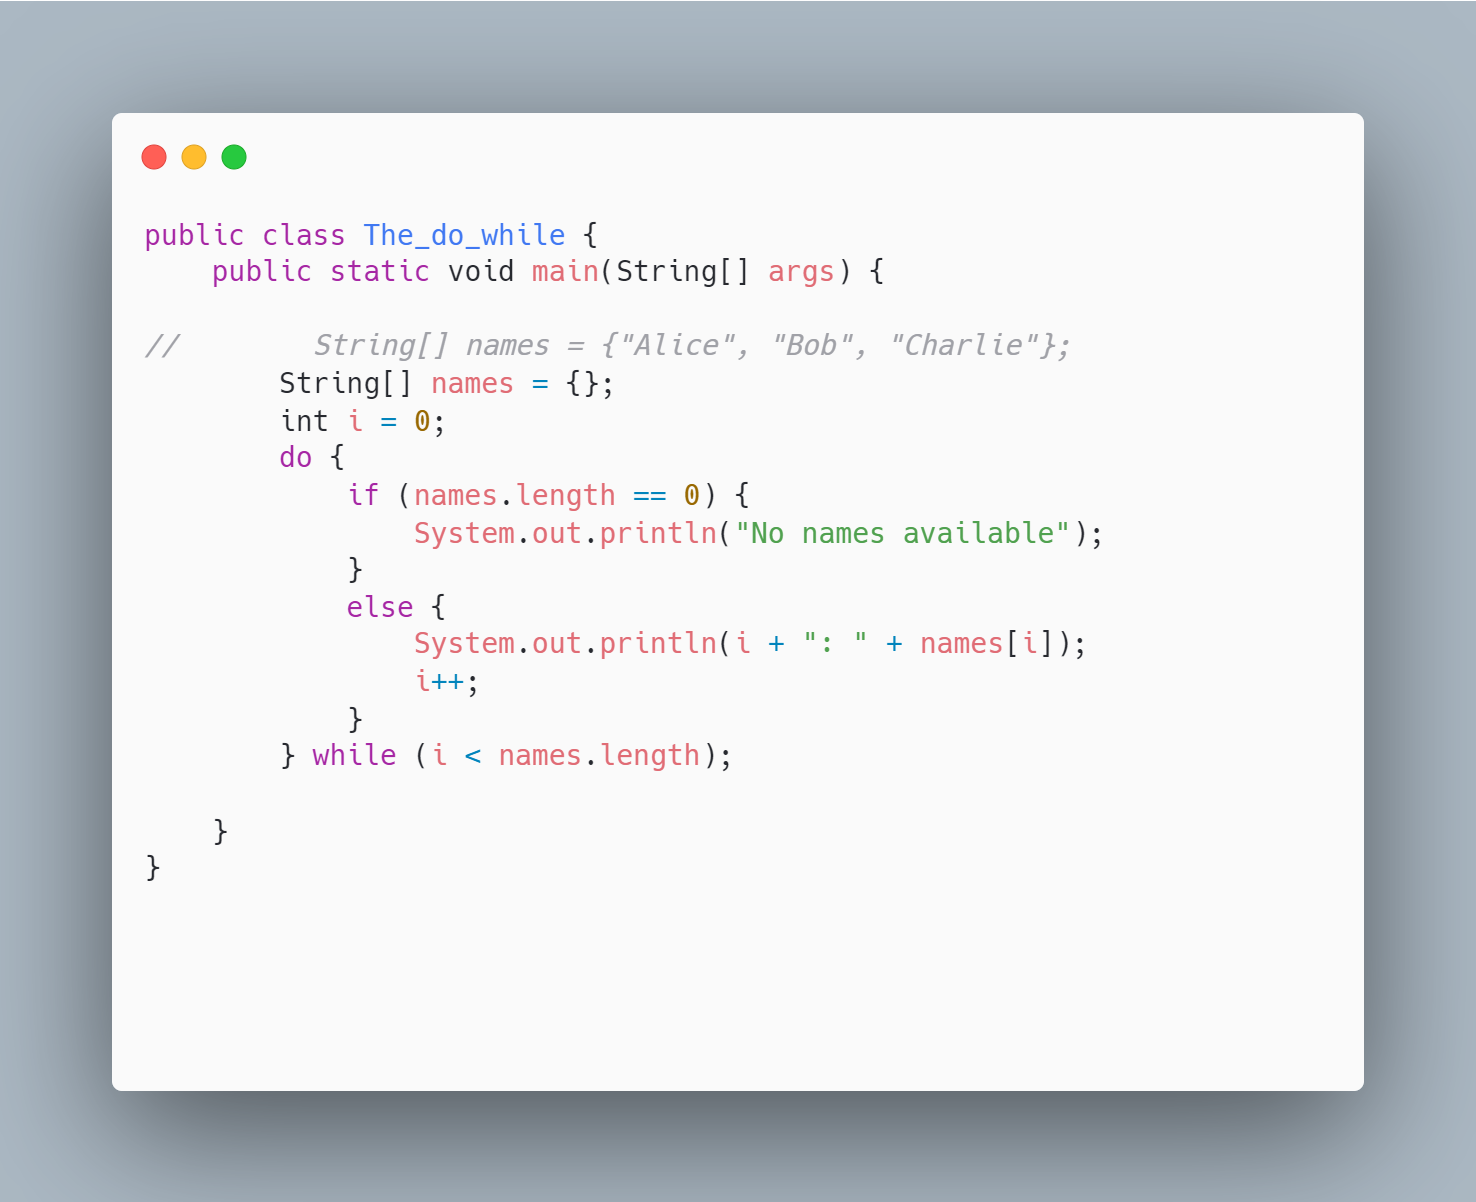 public class The_do_while {
    public static void main(String[] args) {

//        String[] names = {"Alice", "Bob", "Charlie"};
        String[] names = {};
        int i = 0;
        do {
            if (names.length == 0) {
                System.out.println("No names available");
            }
            else {
                System.out.println(i + ": " + names[i]);
                i++;
            }
        } while (i < names.length);

    }
}